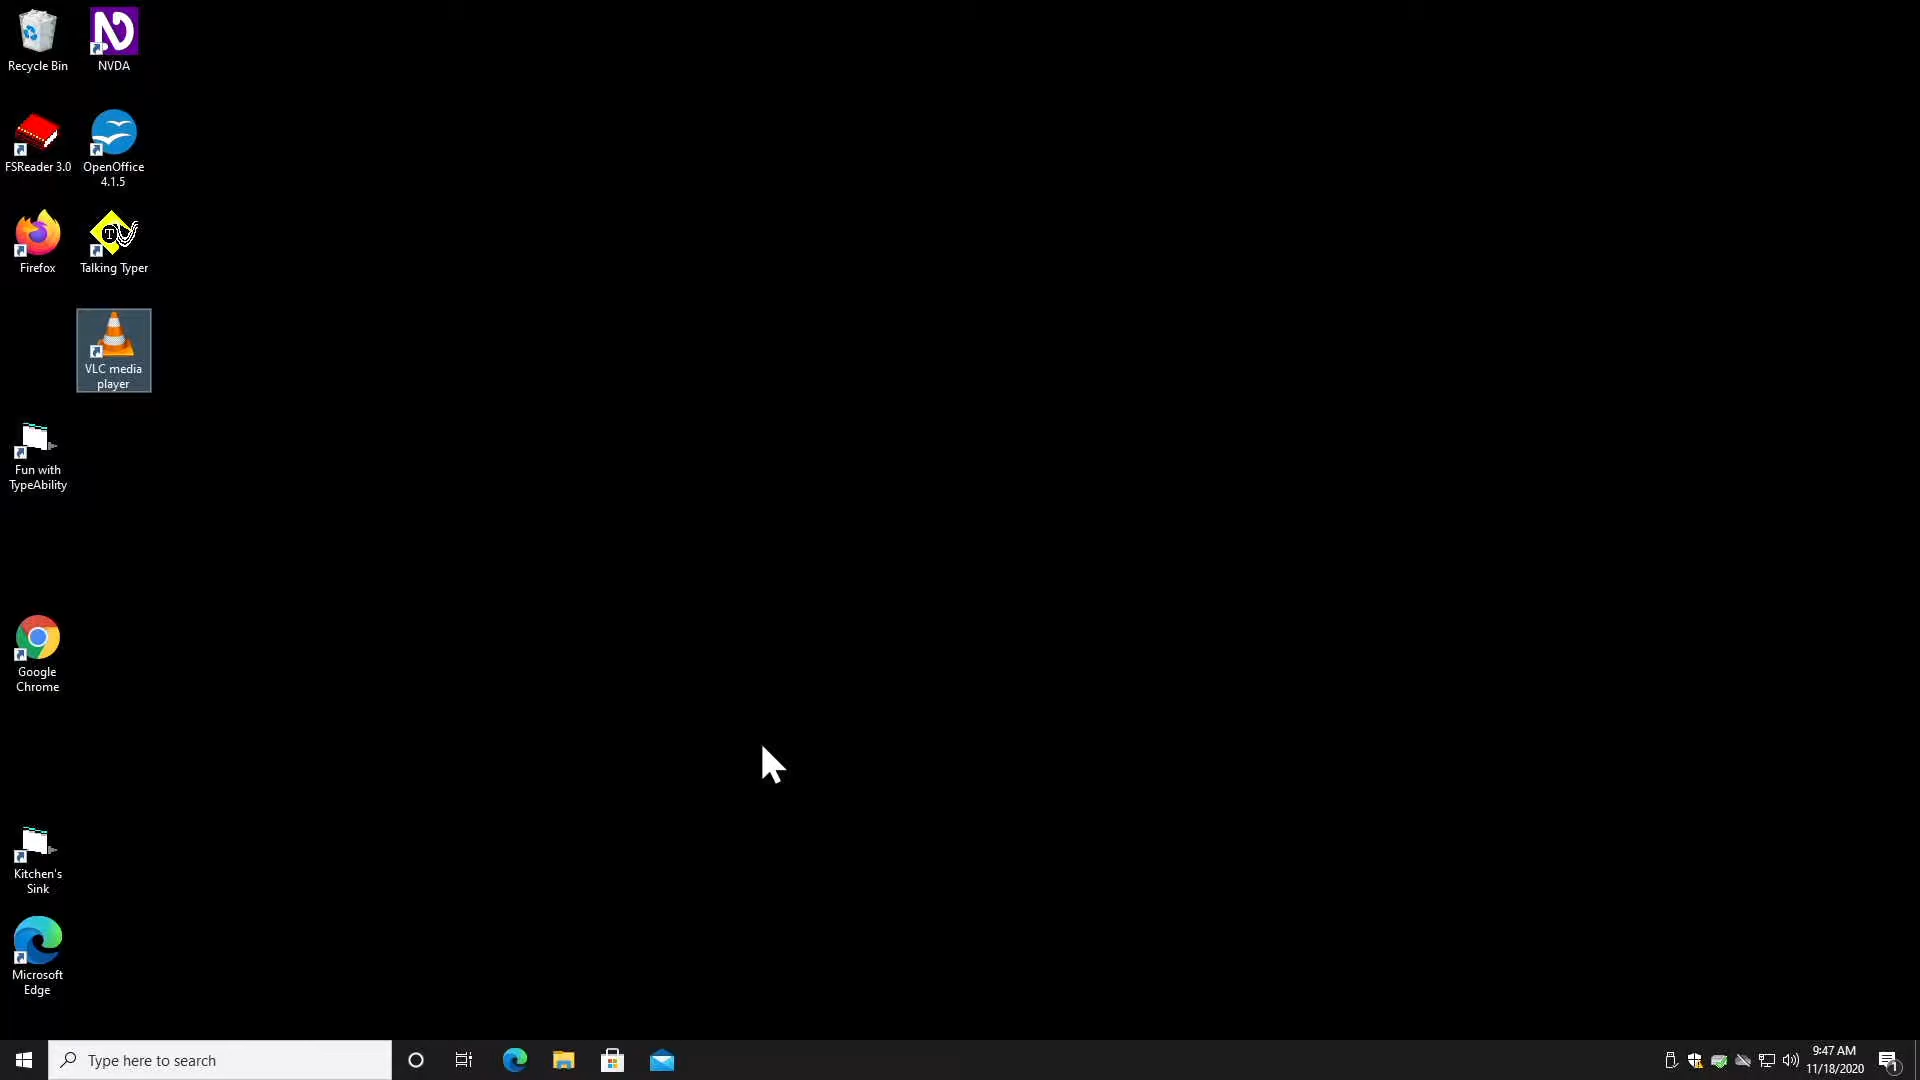 Recycle Bin
NVDA
FSReader 3.0
OpenOffice
4.1.5
Firefox
Talking Typer
VLC media
player
Fun with
TypeAbility
Google
Chrome
Kitchen's
Sink
Microsoft
Edge
Type here to search
9:47 AM
11/18/2020
1